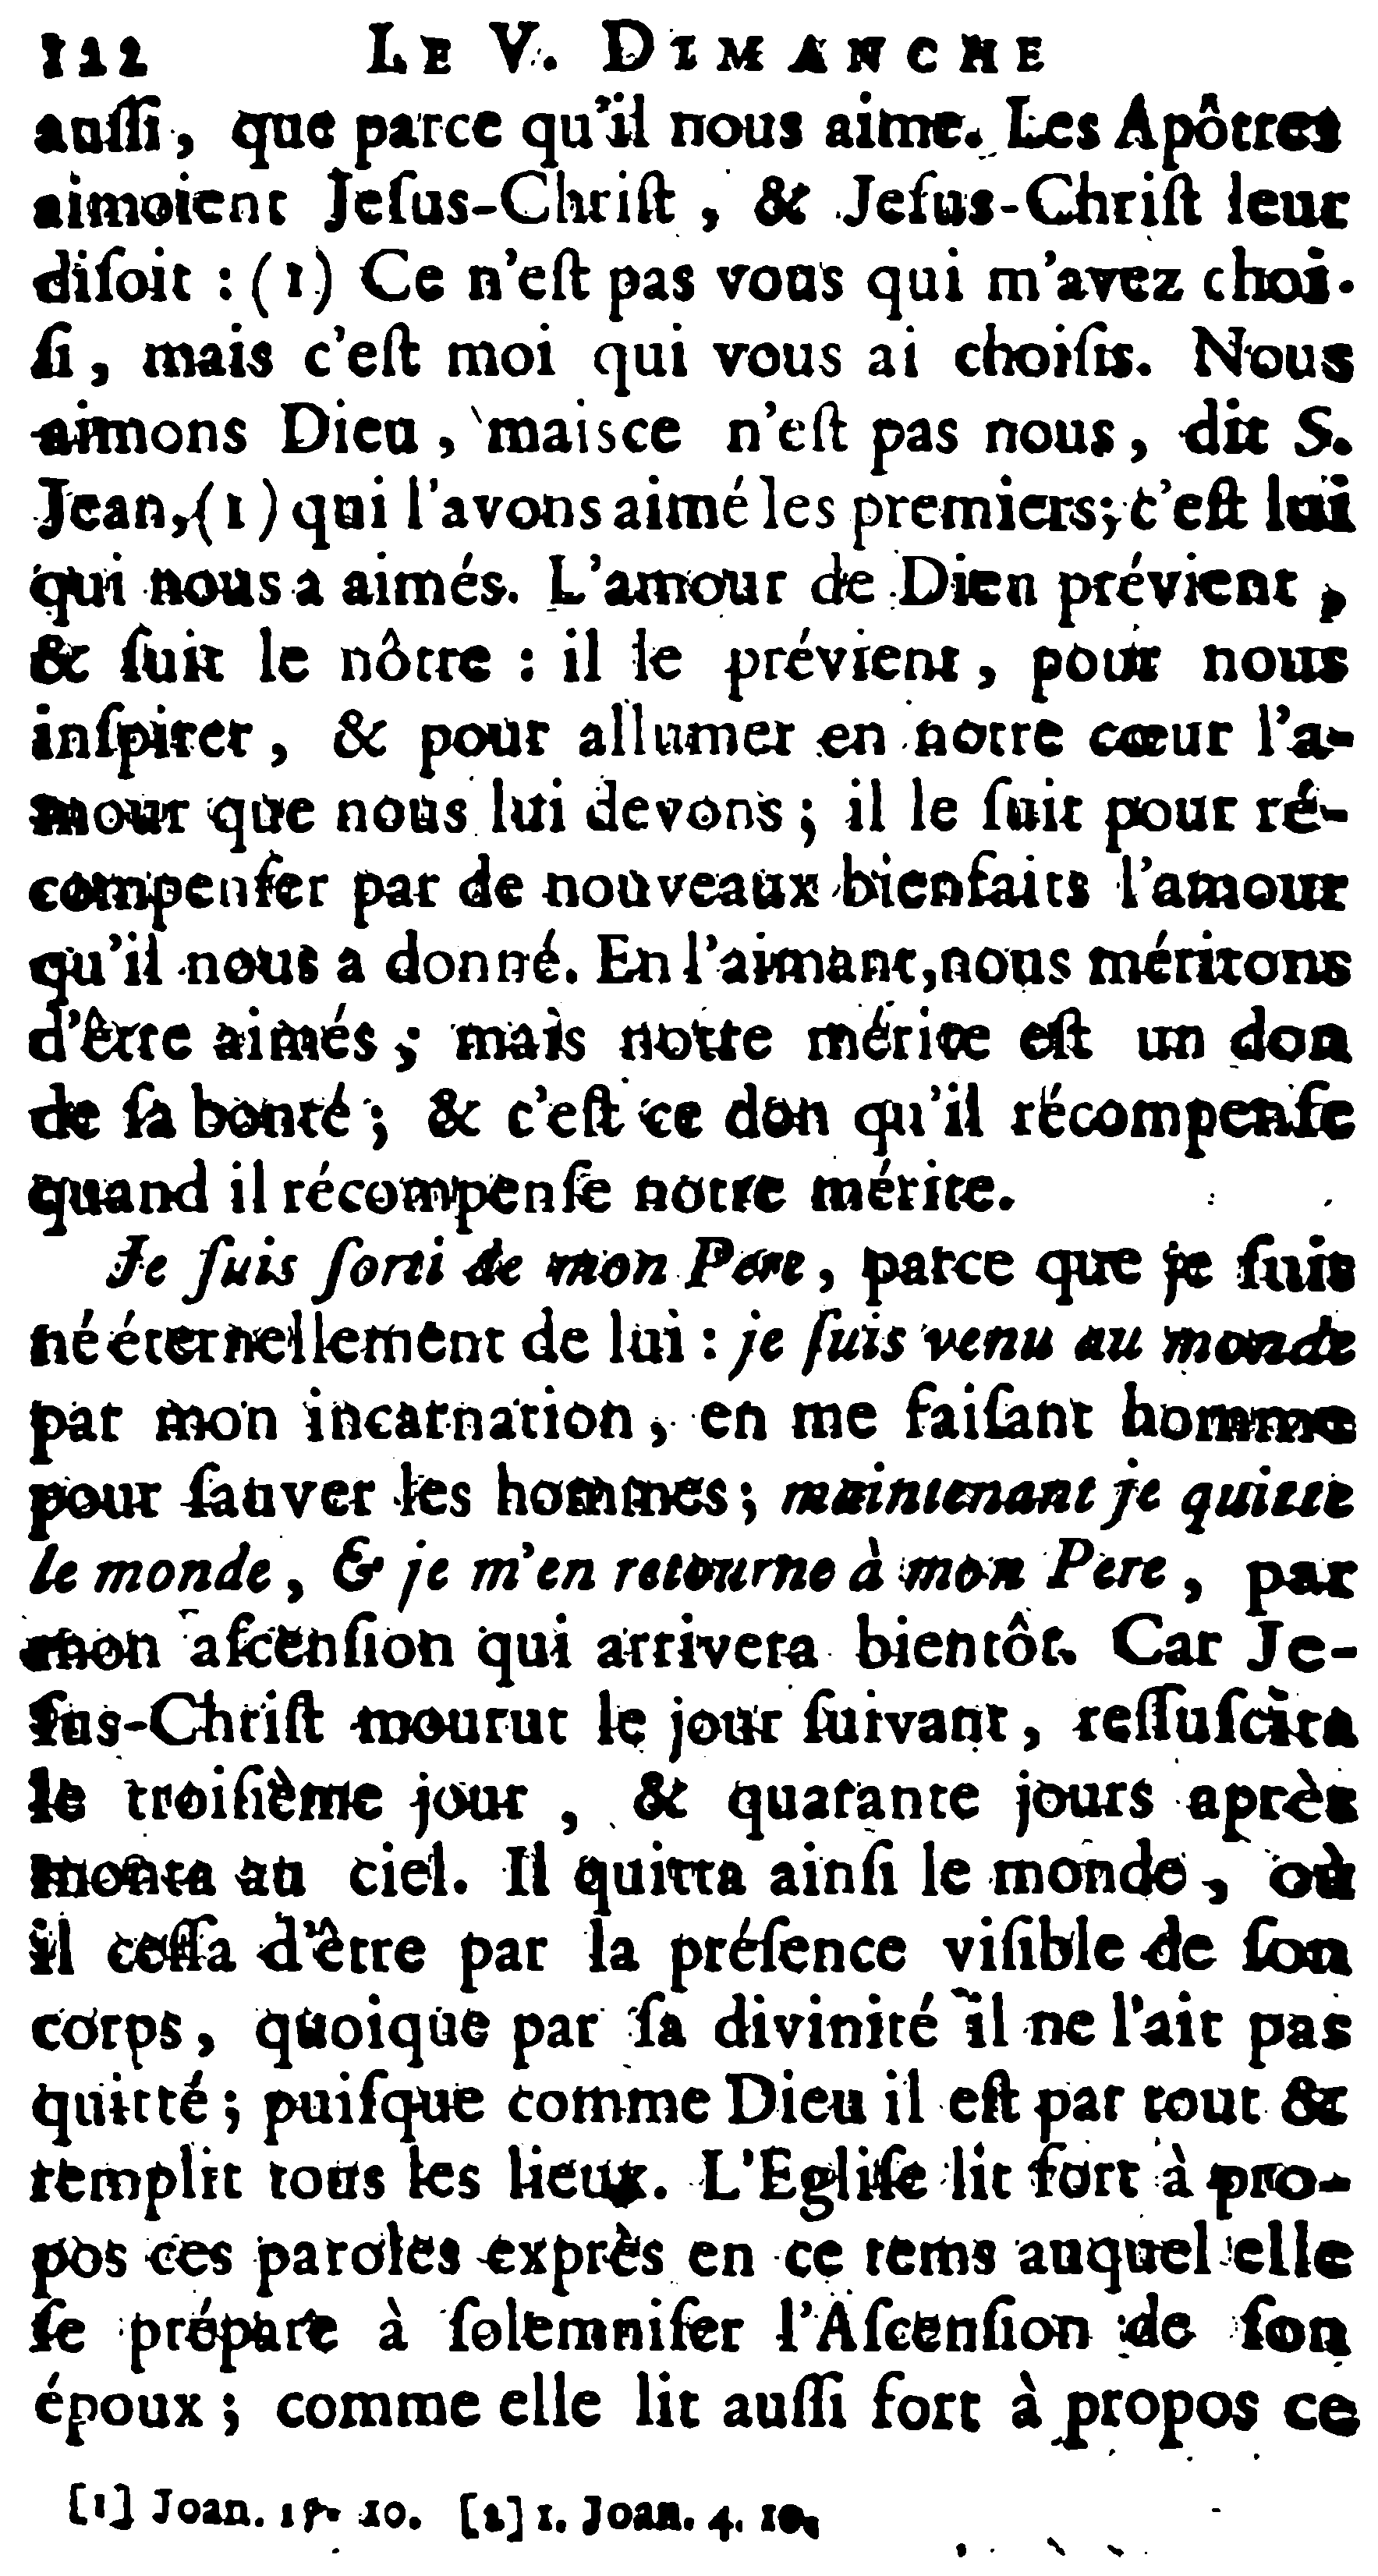 122 LE V. DIMANCHE
auſſi, que parce qu'il nous aime. Les Apôtres
aimoient Jeſus-Chriſt, & Jeſus-Chriſt leur
diſoit : (1) Ce n'eſt pas vous qui m'avez choi-
ſi, mais c'eſt moi qui vous ai choiſis. Nous
aimons Dieu, mais ce n'eſt pas nous, dit S.
Jean, (1) qui l'avons aimé les premiers; c'eſt lui
qui nous a aimés. L'amour de Dieu prévient,
& ſuit le nôtre : il le prévient, pour nous
inſpirer, & pour allumer en notre cœur l'a-
mour que nous lui devons; il le ſuit pour ré-
compenſer par de nouveaux bienfaits l'amour
qu'il nous a donné. En l'aimant, nous méritons
d'être aimés; mais notre mérite eſt un don
de ſa bonté; & c'eſt ce don qu'il récompenſe
quand il récompenſe notre mérite.
Je ſuis ſorti de mon Pere, parce que je ſuis
né éternellement de lui : je ſuis venu au monde
par mon incarnation, en me faiſant homme
pour ſauver les hommes; maintenant je quitte
le monde, & je m'en retourne à mon Pere, par
mon aſcenſion qui arrivera bientôt. Car Je-
ſus-Chriſt mourut le jour ſuivant, reſſuſcita
le troiſième jour, & quarante jours après
monta au ciel. Il quitta ainſi le monde, où
il ceſſa d'être par la préſence viſible de ſon
corps, quoique par ſa divinité il ne l'ait pas
quitté; puiſque comme Dieu il eſt par tout &
remplit tous les lieux. L'Egliſe lit fort à pro-
pos ces paroles exprès en ce tems auquel elle
ſe prépare à ſolemniſer l'Aſcenſion de ſon
époux; comme elle lit auſſi fort à propos ce
[1] Joan. 10. [2] 1. Joan. 4. 10.